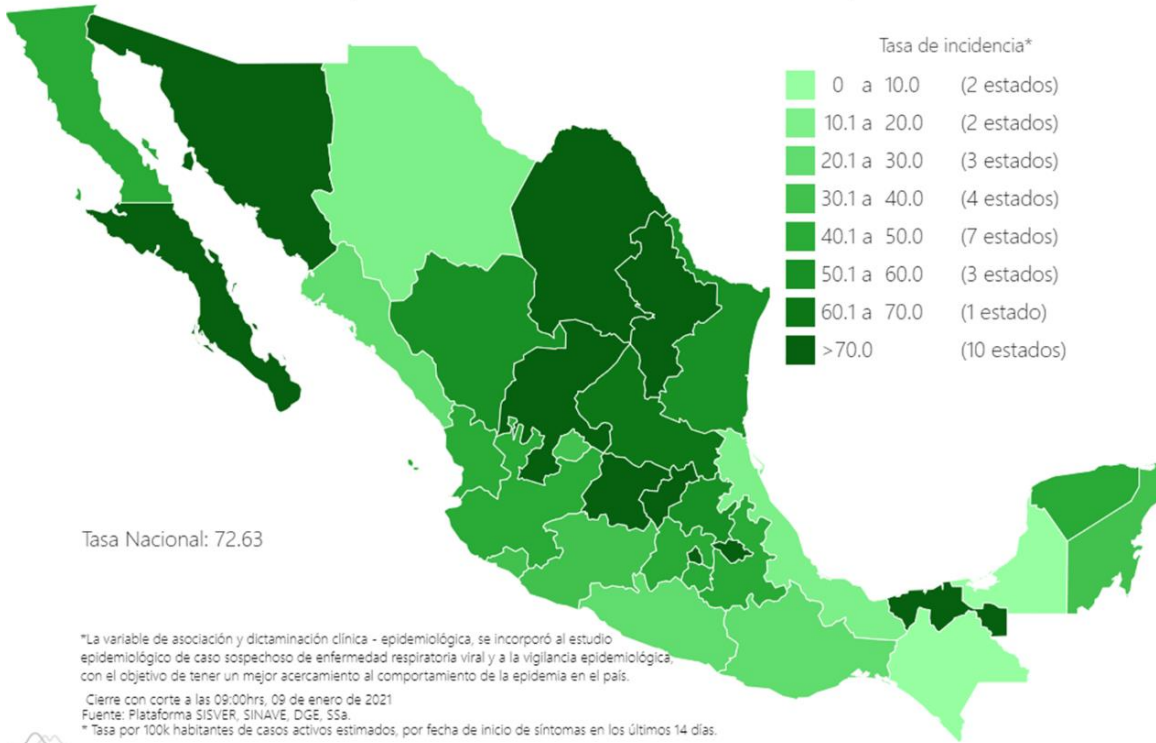 Tasa de incidencia*
0 a 10.0 (2 estados)
10.1 a 20.0 (2 estados)
20.1 a 30.0 (3 estados)
30.1 a 40.0 (4 estados)
40.1 a 50.0 (7 estados)
50.1 a 60.0 (3 estados)
60.1 a 70.0 (1 estado)
>70.0 (10 estados)
Tasa Nacional: 72.63
*La variable de asociación y dictaminación clínica - epidemiológica, se incorporó al estudio
epidemiológico de caso sospechoso de enfermedad respiratoria viral y a la vigilancia epidemiológica,
con el objetivo de tener un mejor acercamiento al comportamiento de la epidemia en el país.
Cierre con corte a las 09:00hrs, 09 de enero de 2021
Fuente: Plataforma SISVER, SINAVE, DGE, SSa.
* Tasa por 100k habitantes de casos activos estimados, por fecha de inicio de síntomas en los últimos 14 días.